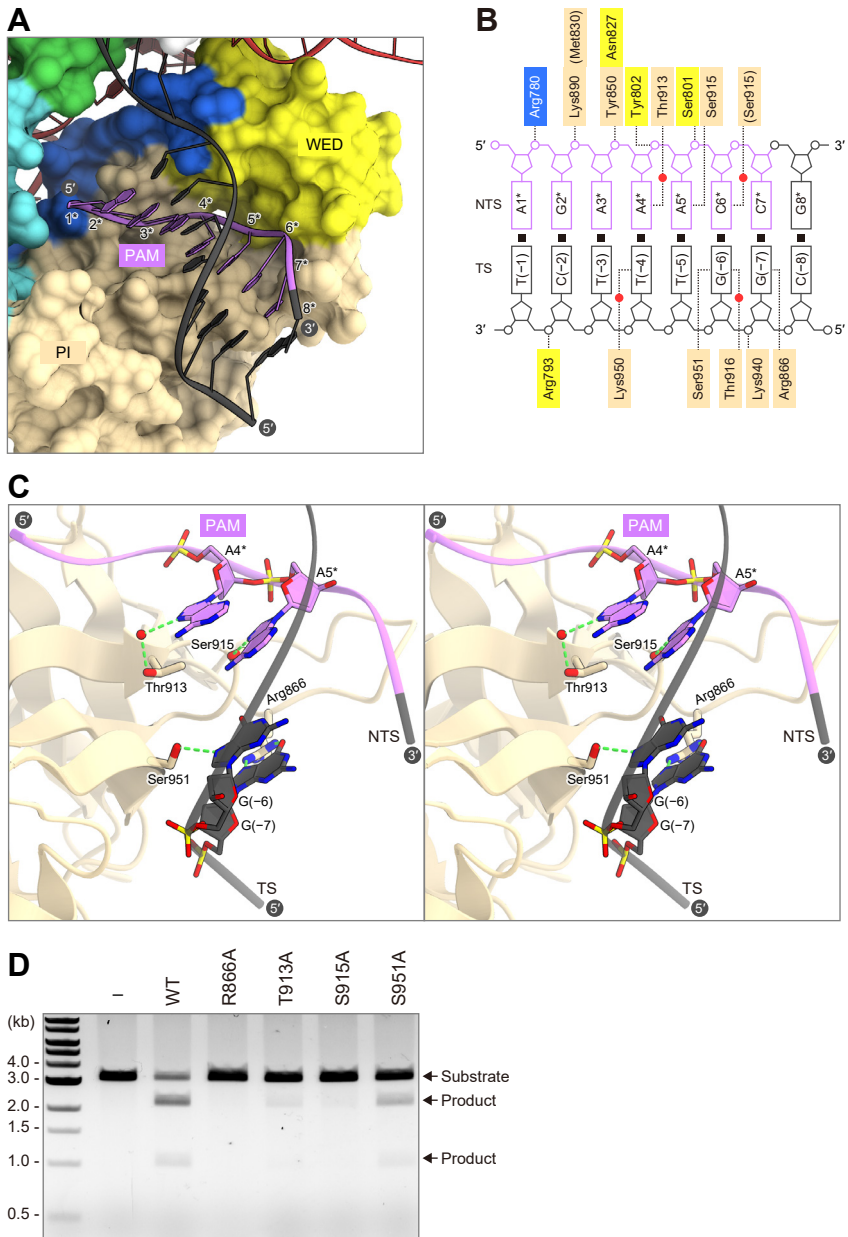 A
WED
5′
1*
2*
3*
4*
5*
6*
7*
8*
PAM
3′
PI
5′
B
Arg780
Lys890 (Met830)
Asn827
Tyr850
Tyr802
Thr913
Ser801
Ser915
(Ser915)
5′ 3′
NTS A1* G2* A3* A4* A5* C6* C7* G8*
TS T(−1) C(−2) T(−3) T(−4) T(−5) G(−6) G(−7) C(−8)
3′ 5′
Arg793
Lys950
Ser951
Thr916
Lys940
Arg866
C
5′
PAM
A4*
A5*
Ser915
Thr913
Arg866
NTS
3′
Ser951
G(−6)
G(−7)
TS
5′
5′
PAM
A4*
A5*
Ser915
Thr913
Arg866
NTS
3′
Ser951
G(−6)
G(−7)
TS
5′
D
– WT R866A T913A S915A S951A
(kb)
4.0 -
3.0 - Substrate
2.0 - Product
1.5 -
1.0 - Product
0.5 -